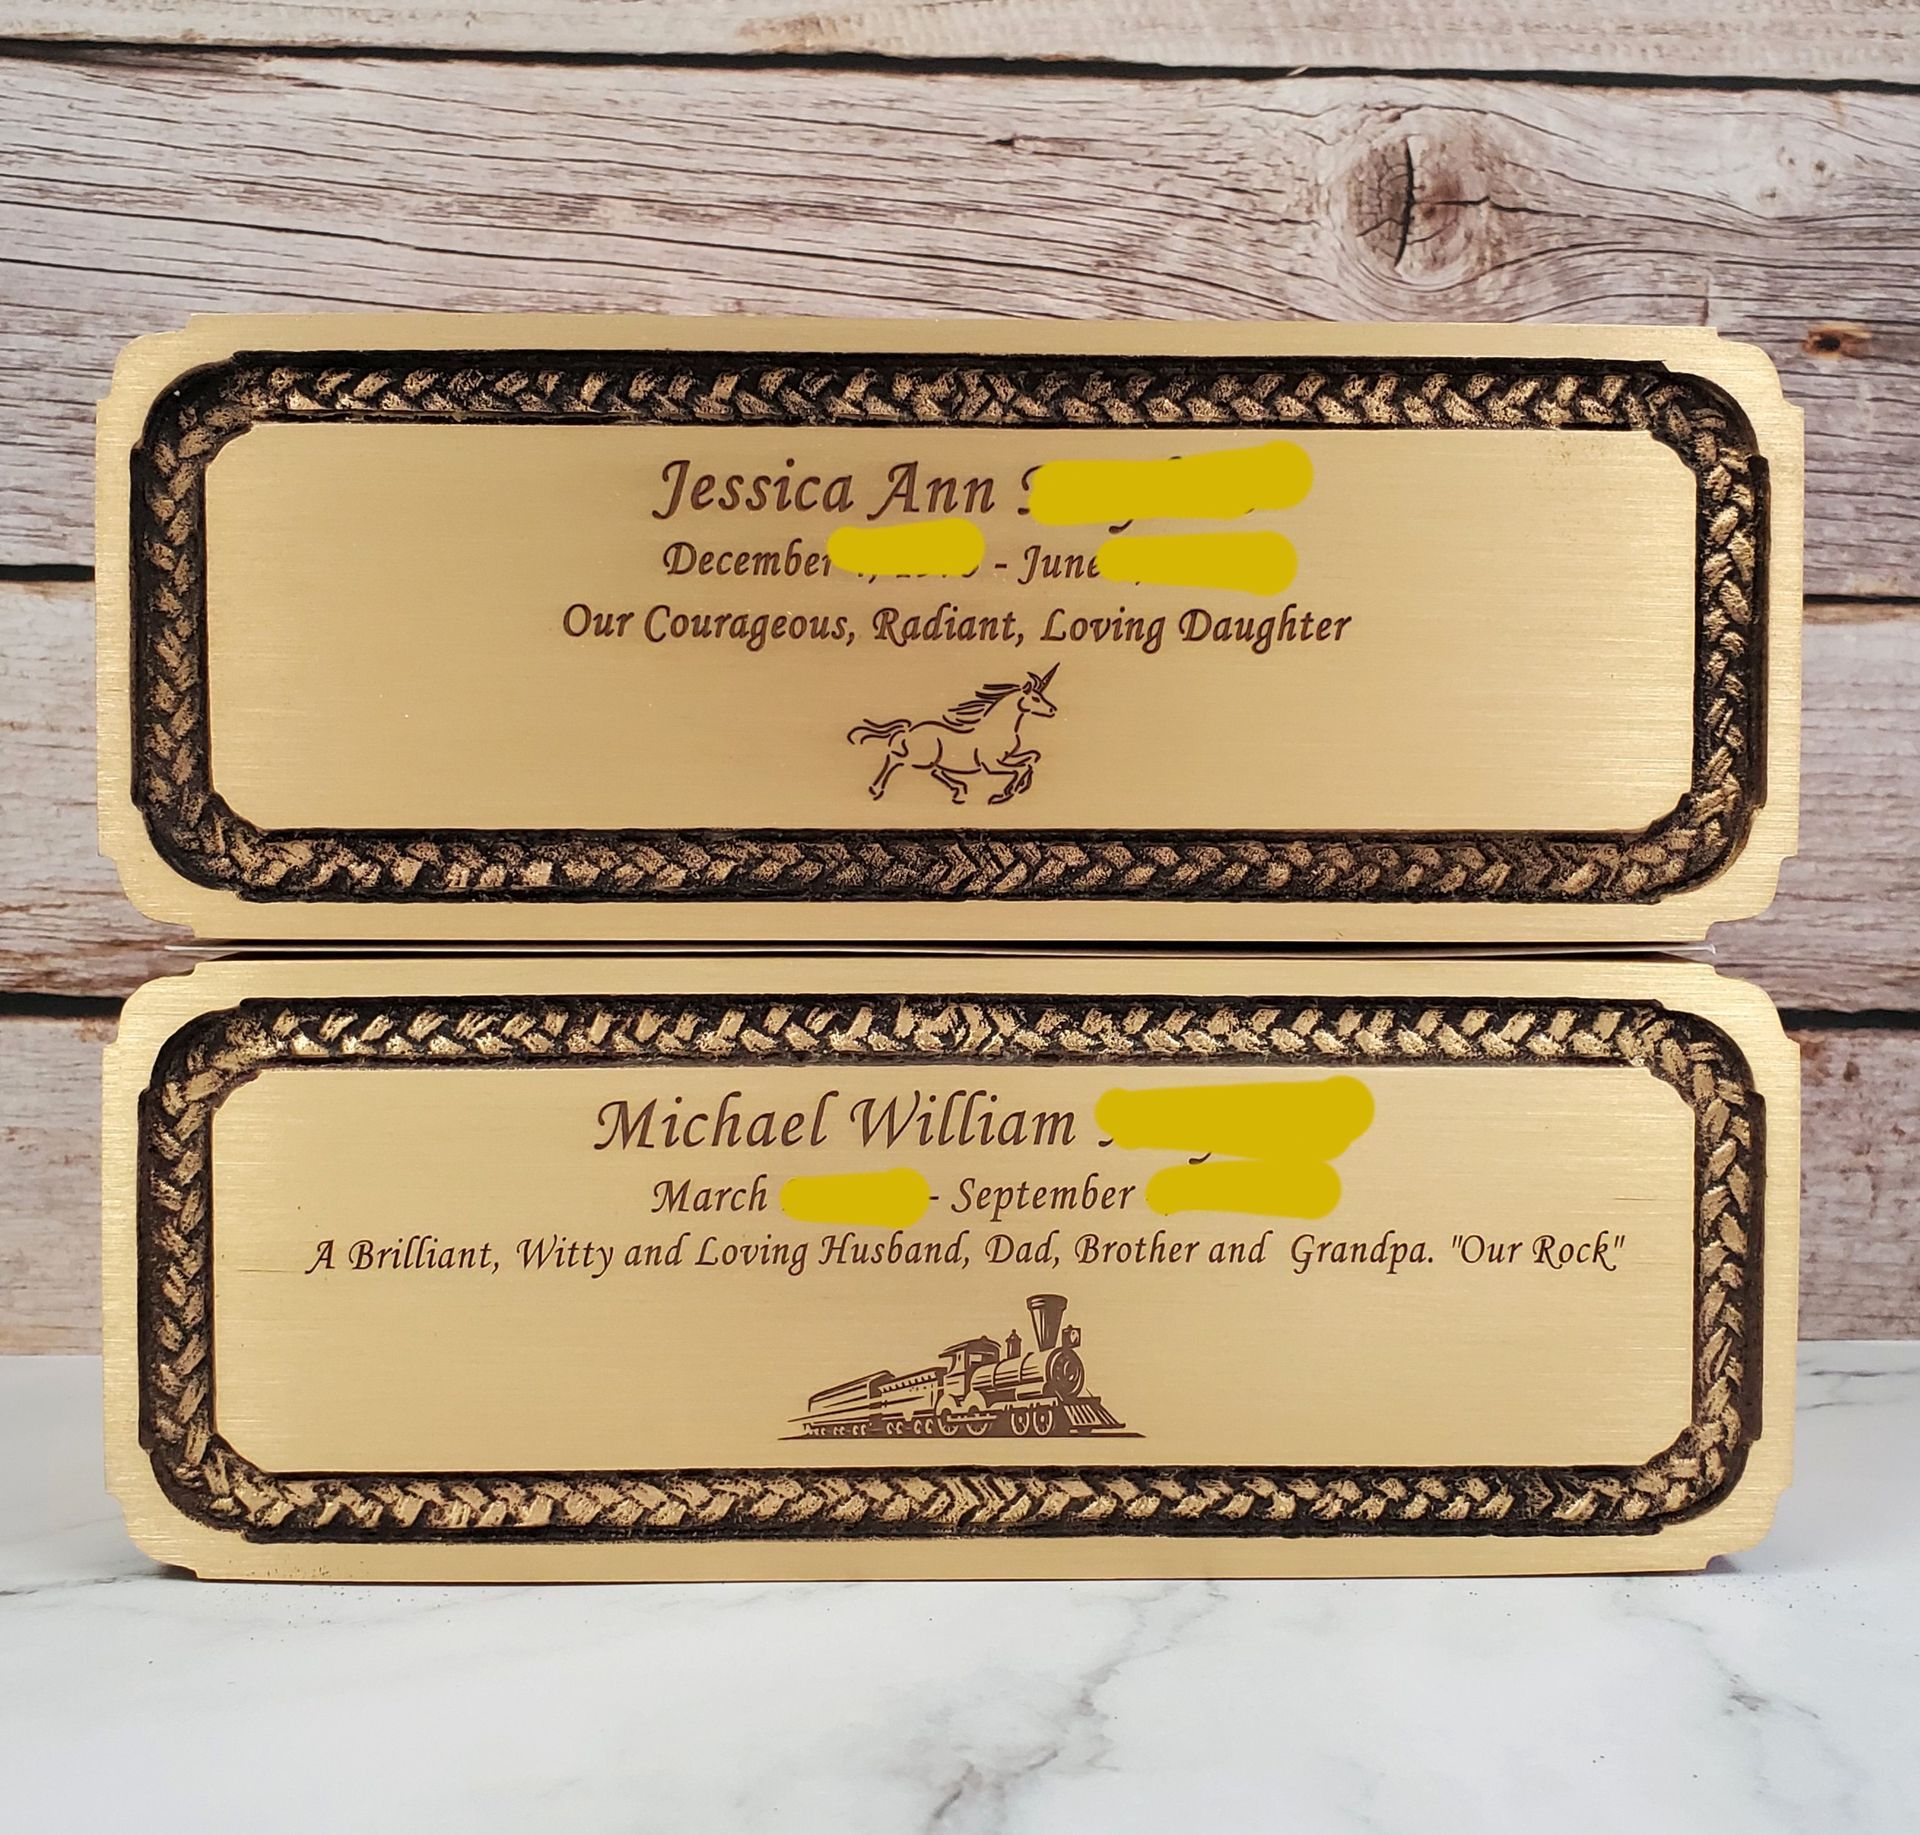 Jessica Ann
December - June
Our Courageous, Radiant, Loving Daughter
Michael William
March - September
A Brilliant, Witty and Loving Husband, Dad, Brother and Grandpa. "Our Rock"